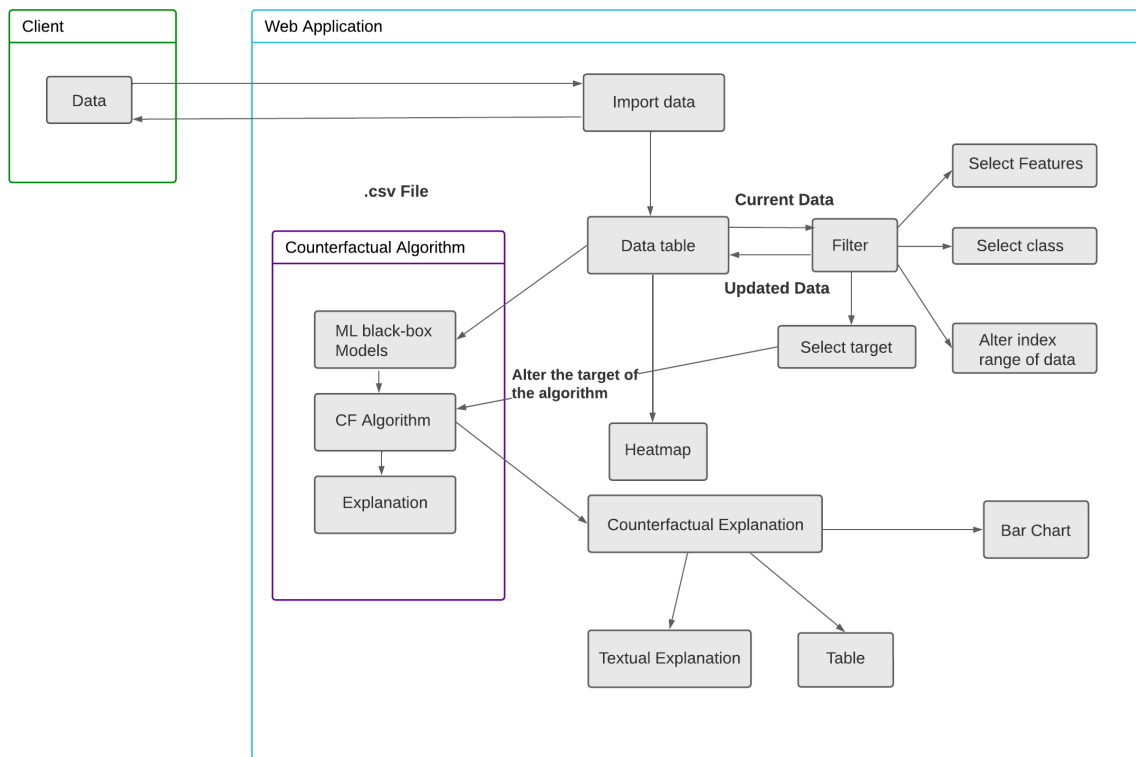 Client
Web Application
Data
Import data
Select Features
.csv File
Current Data
Counterfactual Algorithm
Data table
Filter
Select class
Updated Data
ML black-box
Models
Select target
Alter index
range of data
Alter the target of
the algorithm
CF Algorithm
Heatmap
Explanation
Counterfactual Explanation
Bar Chart
Textual Explanation
Table